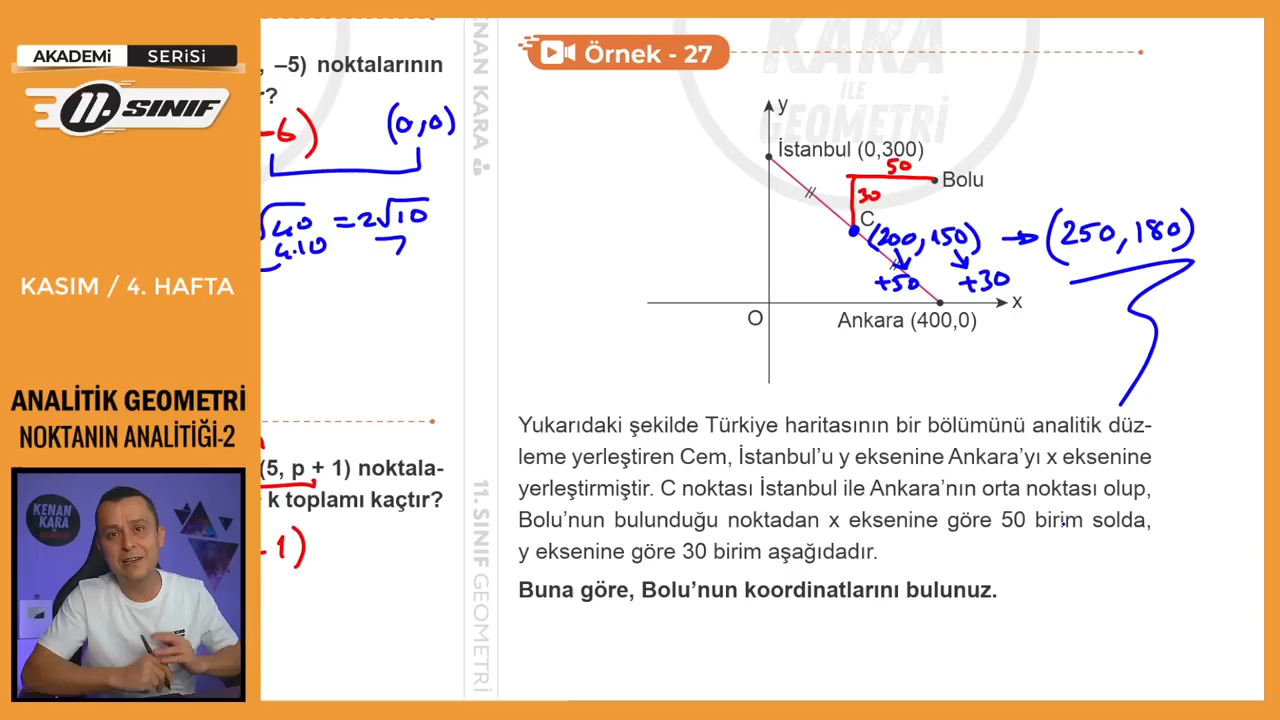 AKADEMi SERiSi
11. SINIF
KASIM / 4. HAFTA
ANALİTİK GEOMETRİ
NOKTANIN ANALİTİĞİ-2
KENAN
KARA
, –5) noktalarının
r?
-6) (0,0)
√40 = 2√10
4.10
(5, p + 1) noktala-
k toplamı kaçtır?
- 1)
ENAN KARA
11. SINIF GEOMETRİ
KARA
İLE
GEOMETRİ
Örnek - 27
y
İstanbul (0,300)
50
Bolu
30
C
(200, 150) → (250, 180)
+50 +30
x
O
Ankara (400,0)
Yukarıdaki şekilde Türkiye haritasının bir bölümünü analitik düz-
leme yerleştiren Cem, İstanbul’u y eksenine Ankara’yı x eksenine
yerleştirmiştir. C noktası İstanbul ile Ankara’nın orta noktası olup,
Bolu’nun bulunduğu noktadan x eksenine göre 50 birim solda,
y eksenine göre 30 birim aşağıdadır.
Buna göre, Bolu’nun koordinatlarını bulunuz.